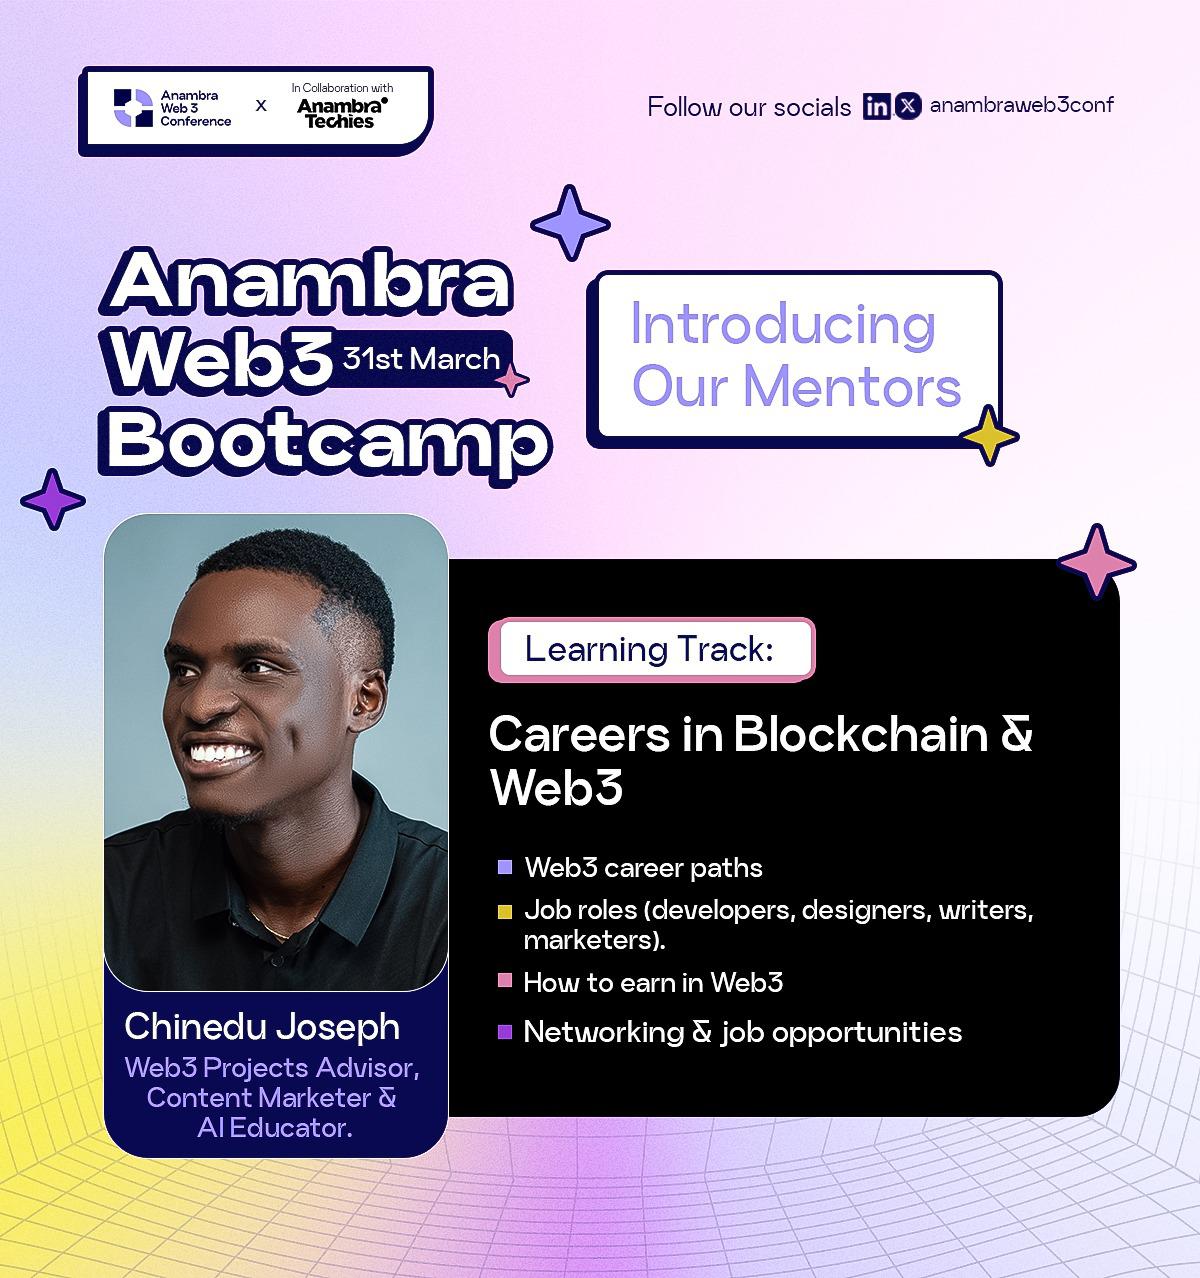 Anambra
Web 3
Conference
x
In Collaboration with
Anambra
Techies
Follow our socials in X anambraweb3conf
Anambra
Web3 31st March
Bootcamp
Introducing
Our Mentors
Learning Track:
Careers in Blockchain &
Web3
Web3 career paths
Job roles (developers, designers, writers,
marketers).
How to earn in Web3
Networking & job opportunities
Chinedu Joseph
Web3 Projects Advisor,
Content Marketer &
AI Educator.